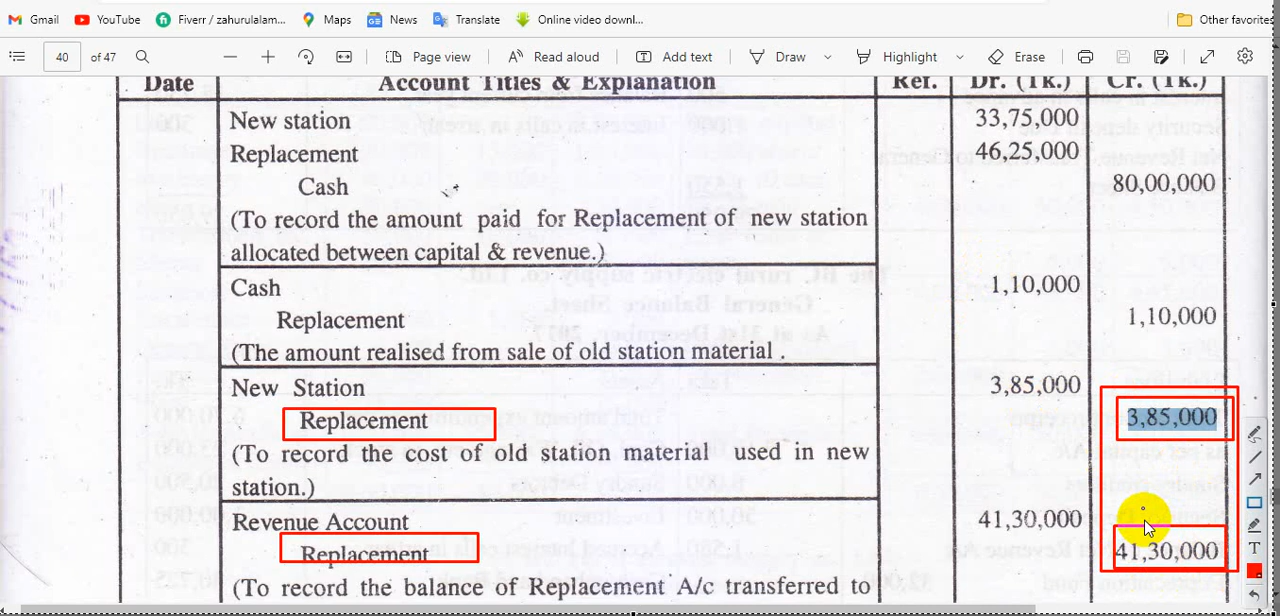 Gmail YouTube Fiverr / zahurulalam... Maps News Translate Online video downl... Other favorites
40 of 47 Page view Read aloud Add text Draw Highlight Erase
Date Account Titles & Explanation Ref. Dr. (Tk.) Cr. (Tk.)
New station 33,75,000
Replacement 46,25,000
Cash 80,00,000
(To record the amount paid for Replacement of new station
allocated between capital & revenue.)
Cash 1,10,000
Replacement 1,10,000
(The amount realised from sale of old station material .
New Station 3,85,000
Replacement 3,85,000
(To record the cost of old station material used in new
station.)
Revenue Account 41,30,000
Replacement 41,30,000
(To record the balance of Replacement A/c transferred to